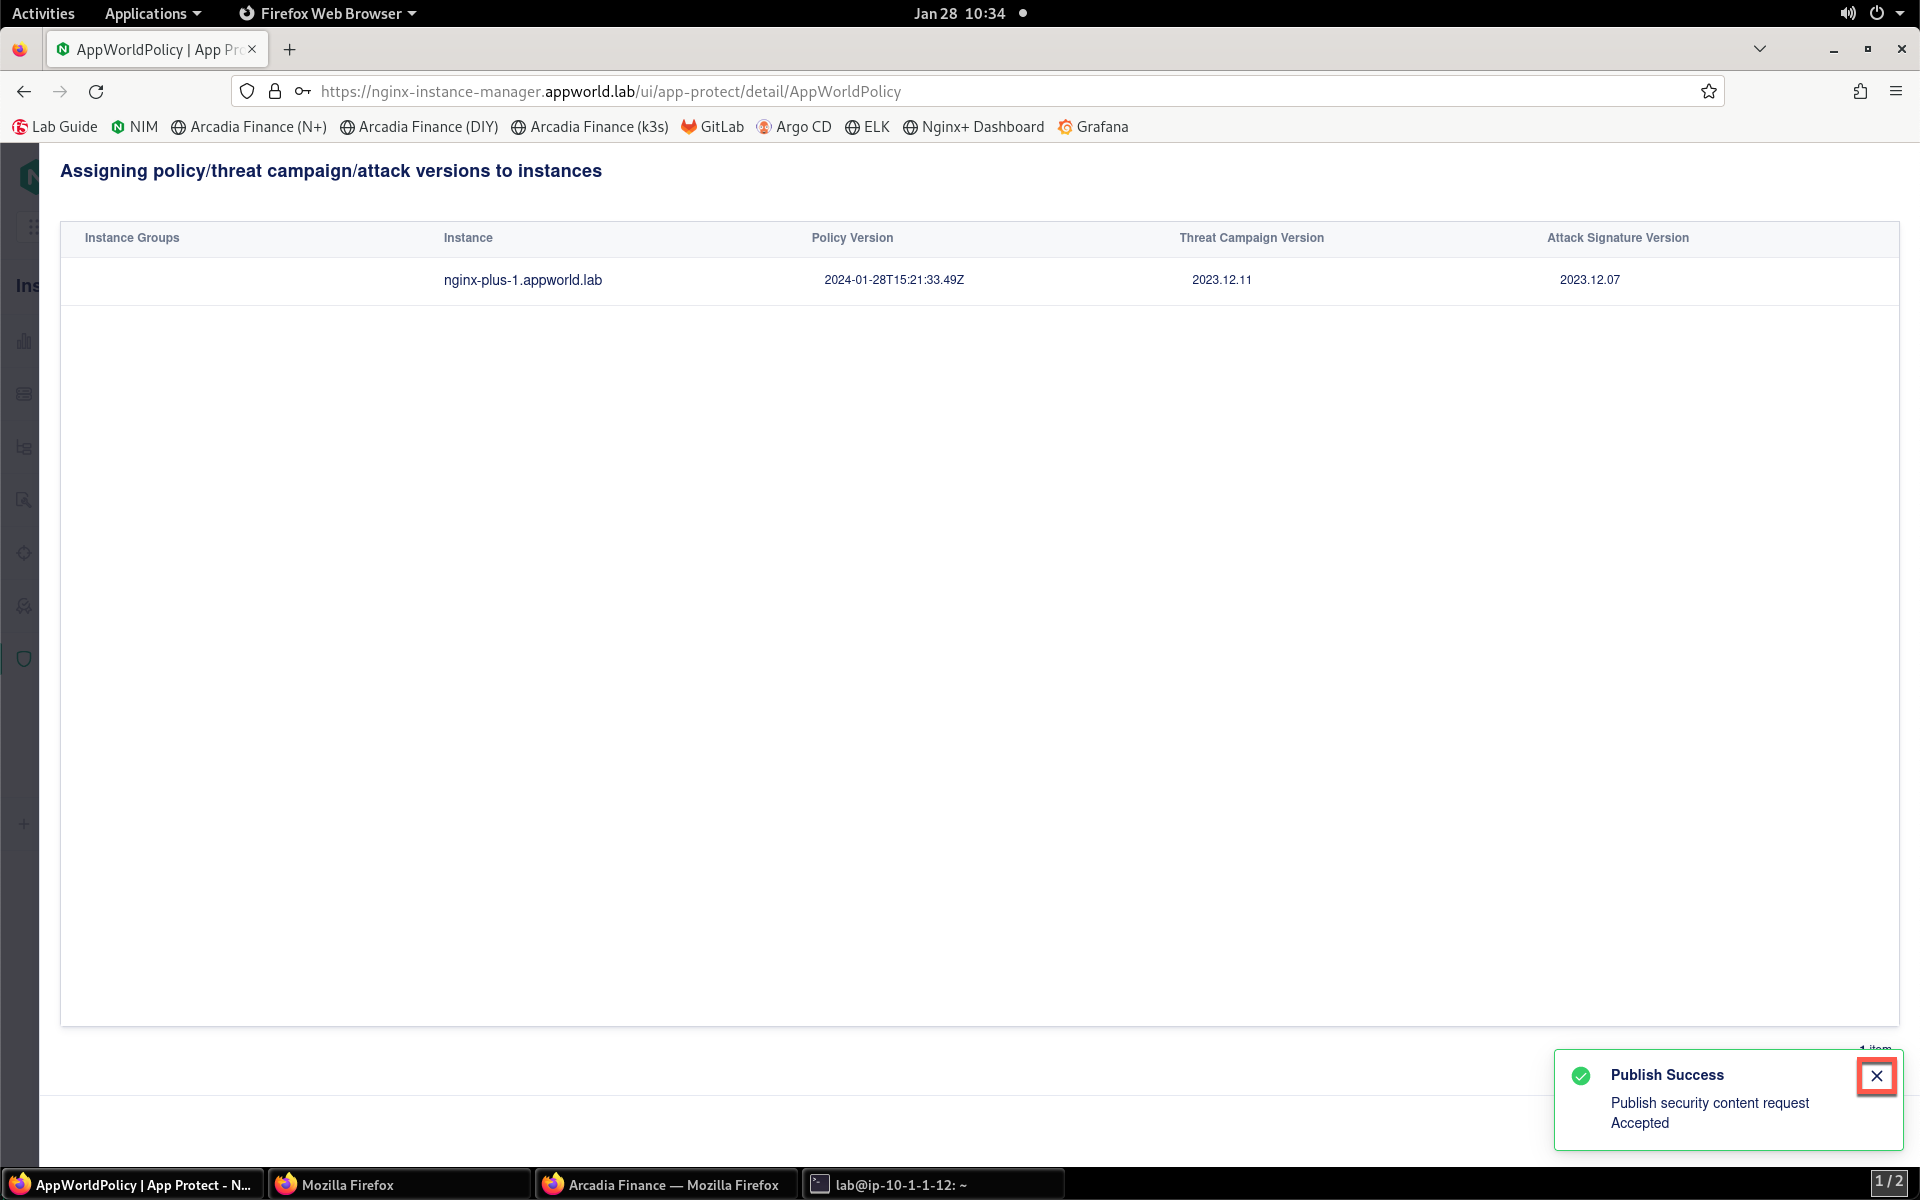 Activities Applications Firefox Web Browser Jan 28 10:34
AppWorldPolicy | App Pr
https://nginx-instance-manager.appworld.lab/ui/app-protect/detail/AppWorldPolicy
Lab Guide NIM Arcadia Finance (N+) Arcadia Finance (DIY) Arcadia Finance (k3s) GitLab Argo CD ELK Nginx+ Dashboard Grafana
Assigning policy/threat campaign/attack versions to instances
Instance Groups Instance Policy Version Threat Campaign Version Attack Signature Version
nginx-plus-1.appworld.lab 2024-01-28T15:21:33.49Z 2023.12.11 2023.12.07
Ins
1 item
Publish Success
Publish security content request
Accepted
AppWorldPolicy | App Protect - N... Mozilla Firefox Arcadia Finance — Mozilla Firefox lab@ip-10-1-1-12: ~ 1 / 2